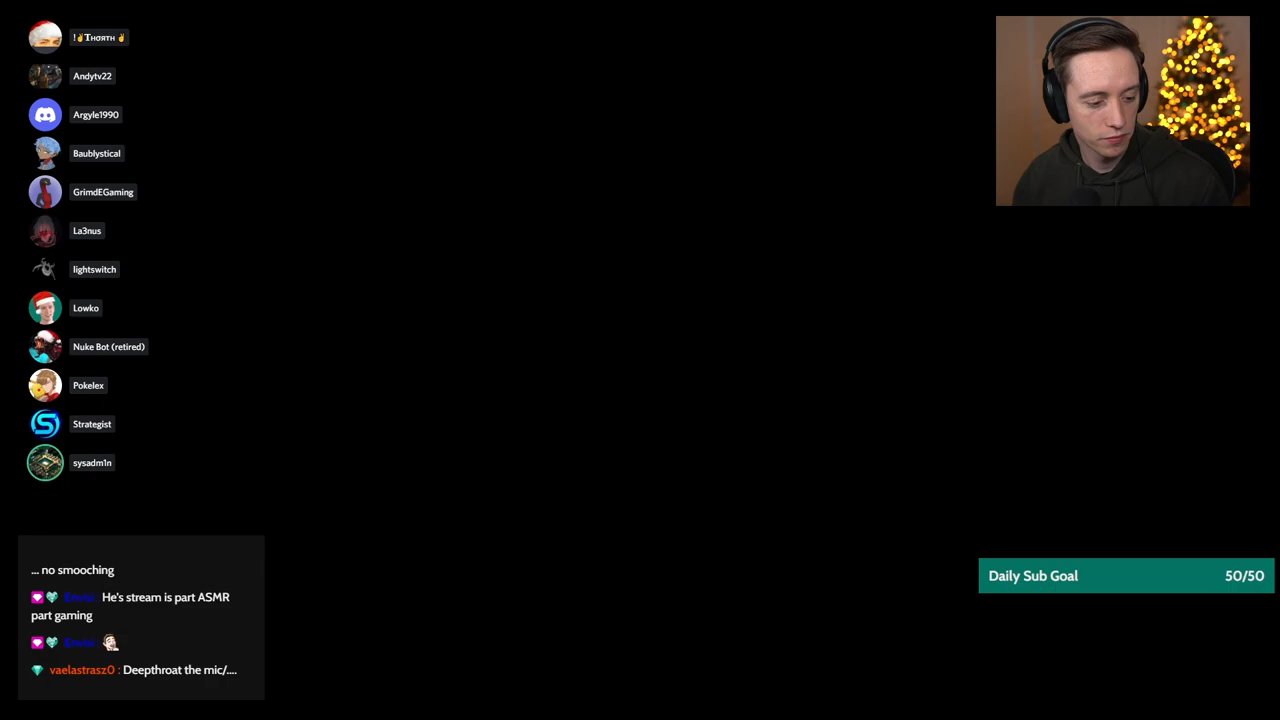 !✌Tнσятн ✌
Andytv22
Argyle1990
Baublystical
GrimdEGaming
La3nus
lightswitch
Lowko
Nuke Bot (retired)
Pokelex
Strategist
sysadm1n
... no smooching
He's stream is part ASMR
part gaming
vaelastrasz0 : Deepthroat the mic/....
Daily Sub Goal 50/50